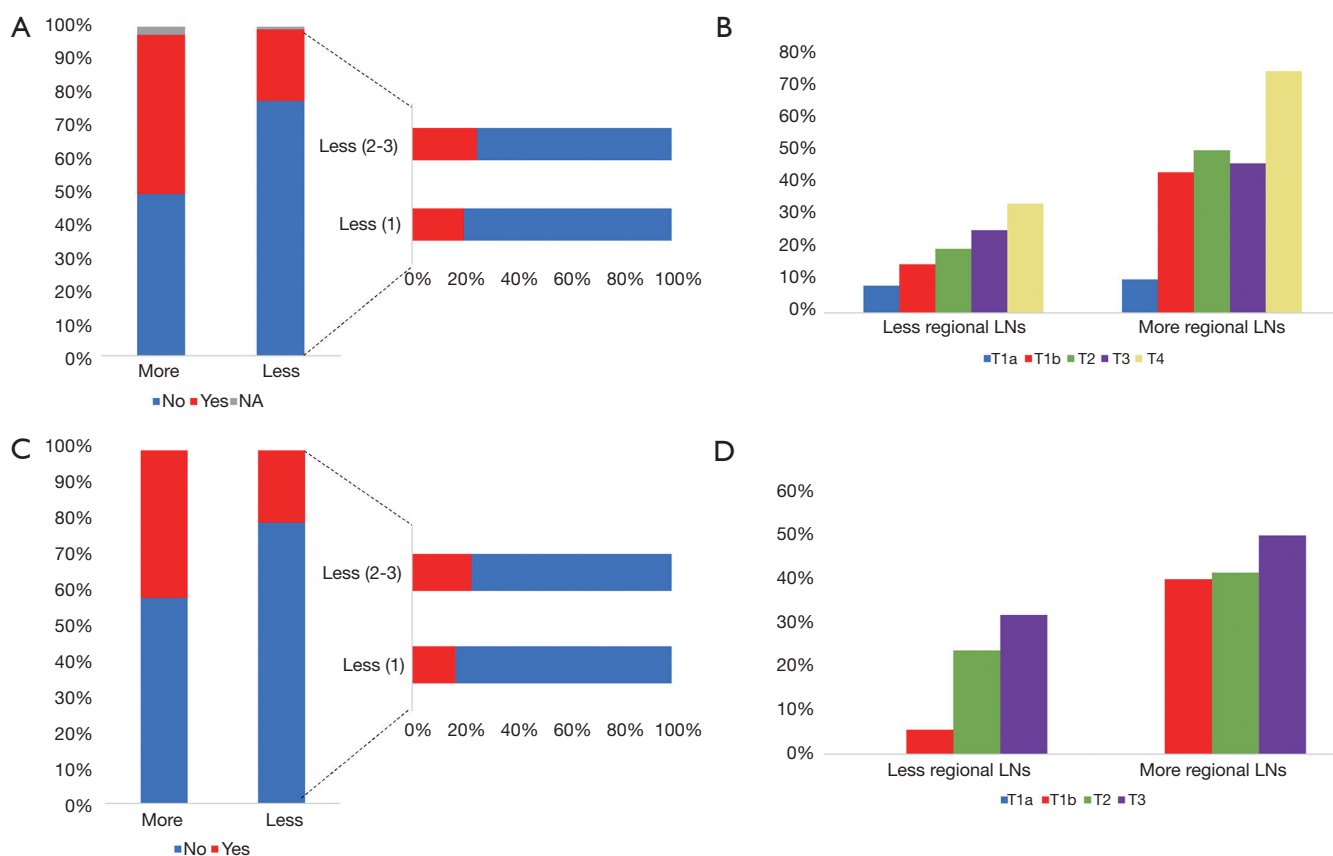 A
100%
90%
80%
70%
60%
50%
40%
30%
20%
10%
0%
More Less
No Yes NA
Less (2-3)
Less (1)
0% 20% 40% 60% 80% 100%
B
80%
70%
60%
50%
40%
30%
20%
10%
0%
Less regional LNs More regional LNs
T1a T1b T2 T3 T4
C
100%
90%
80%
70%
60%
50%
40%
30%
20%
10%
0%
More Less
No Yes
Less (2-3)
Less (1)
0% 20% 40% 60% 80% 100%
D
60%
50%
40%
30%
20%
10%
0%
Less regional LNs More regional LNs
T1a T1b T2 T3